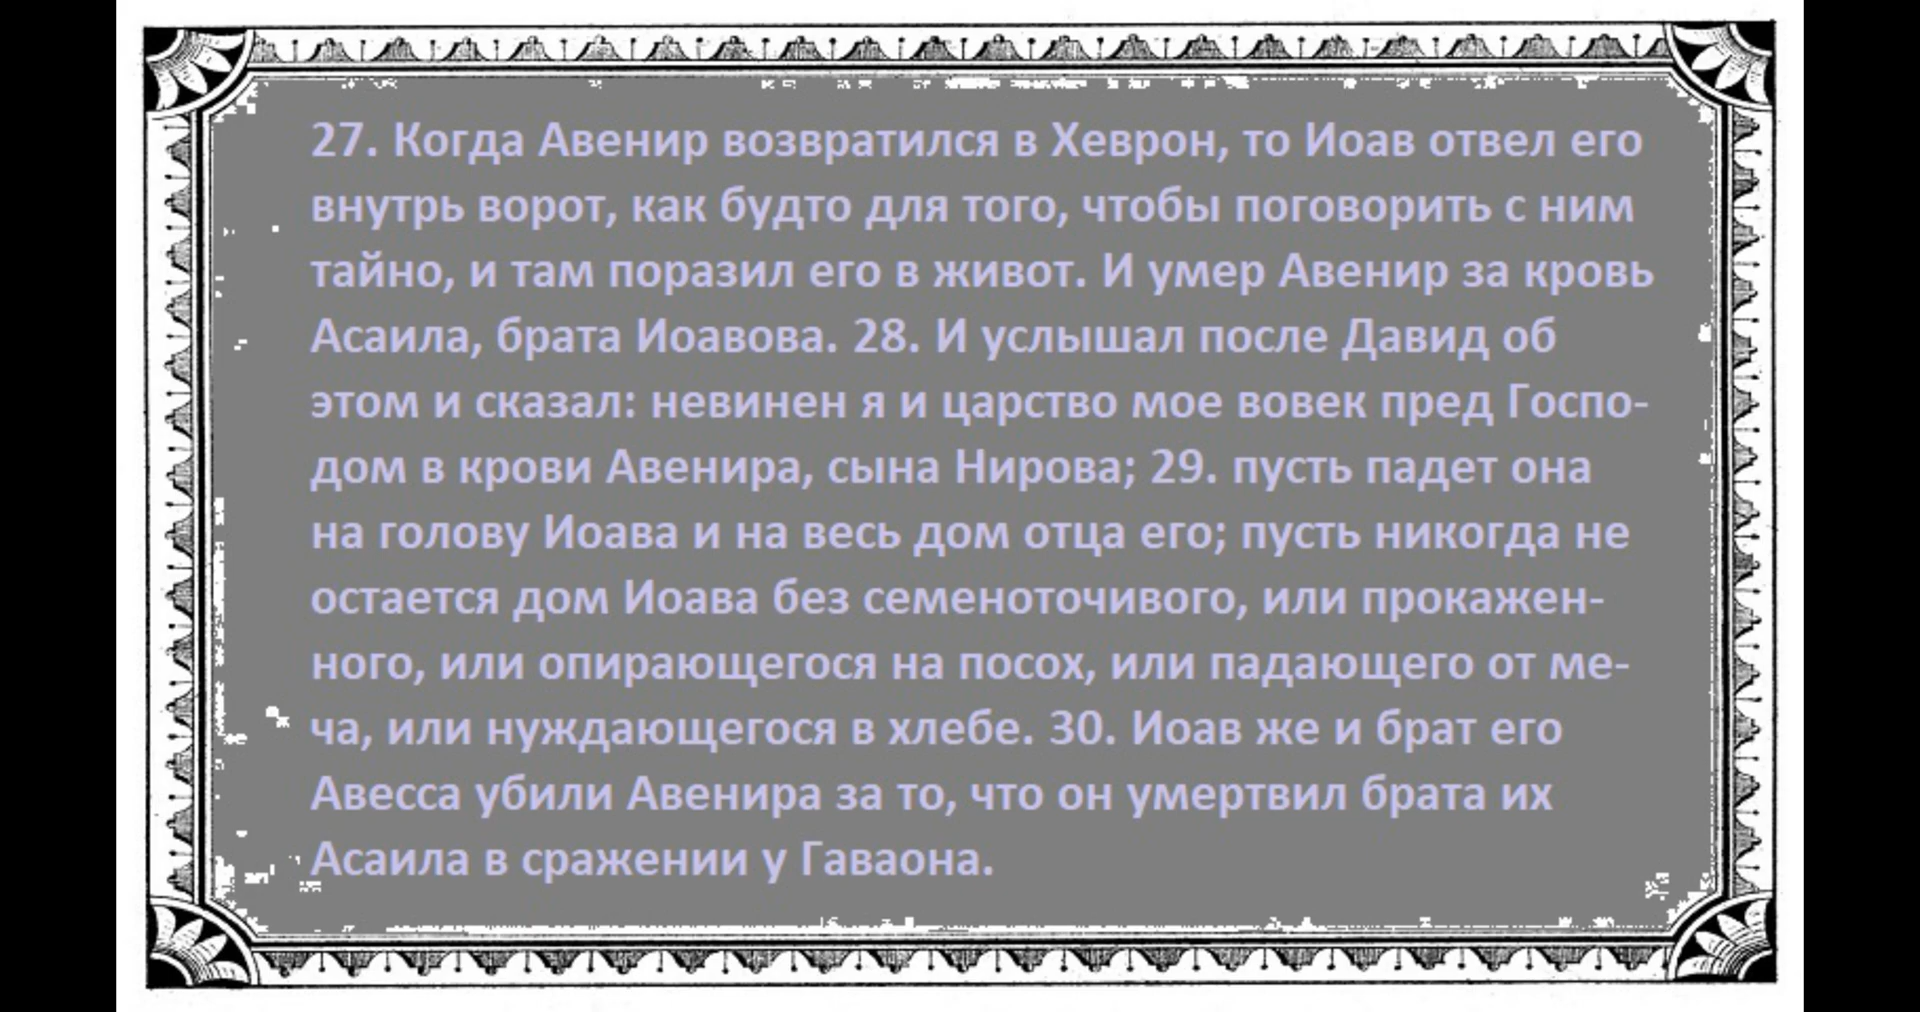 27. Когда Авенир возвратился в Хеврон, то Иоав отвел его
внутрь ворот, как будто для того, чтобы поговорить с ним
тайно, и там поразил его в живот. И умер Авенир за кровь
Асаила, брата Иоавова. 28. И услышал после Давид об
этом и сказал: невинен я и царство мое вовек пред Госпо-
дом в крови Авенира, сына Нирова; 29. пусть падет она
на голову Иоава и на весь дом отца его; пусть никогда не
остается дом Иоава без семеноточивого, или прокажен-
ного, или опирающегося на посох, или падающего от ме-
ча, или нуждающегося в хлебе. 30. Иоав же и брат его
Авесса убили Авенира за то, что он умертвил брата их
Асаила в сражении у Гаваона.